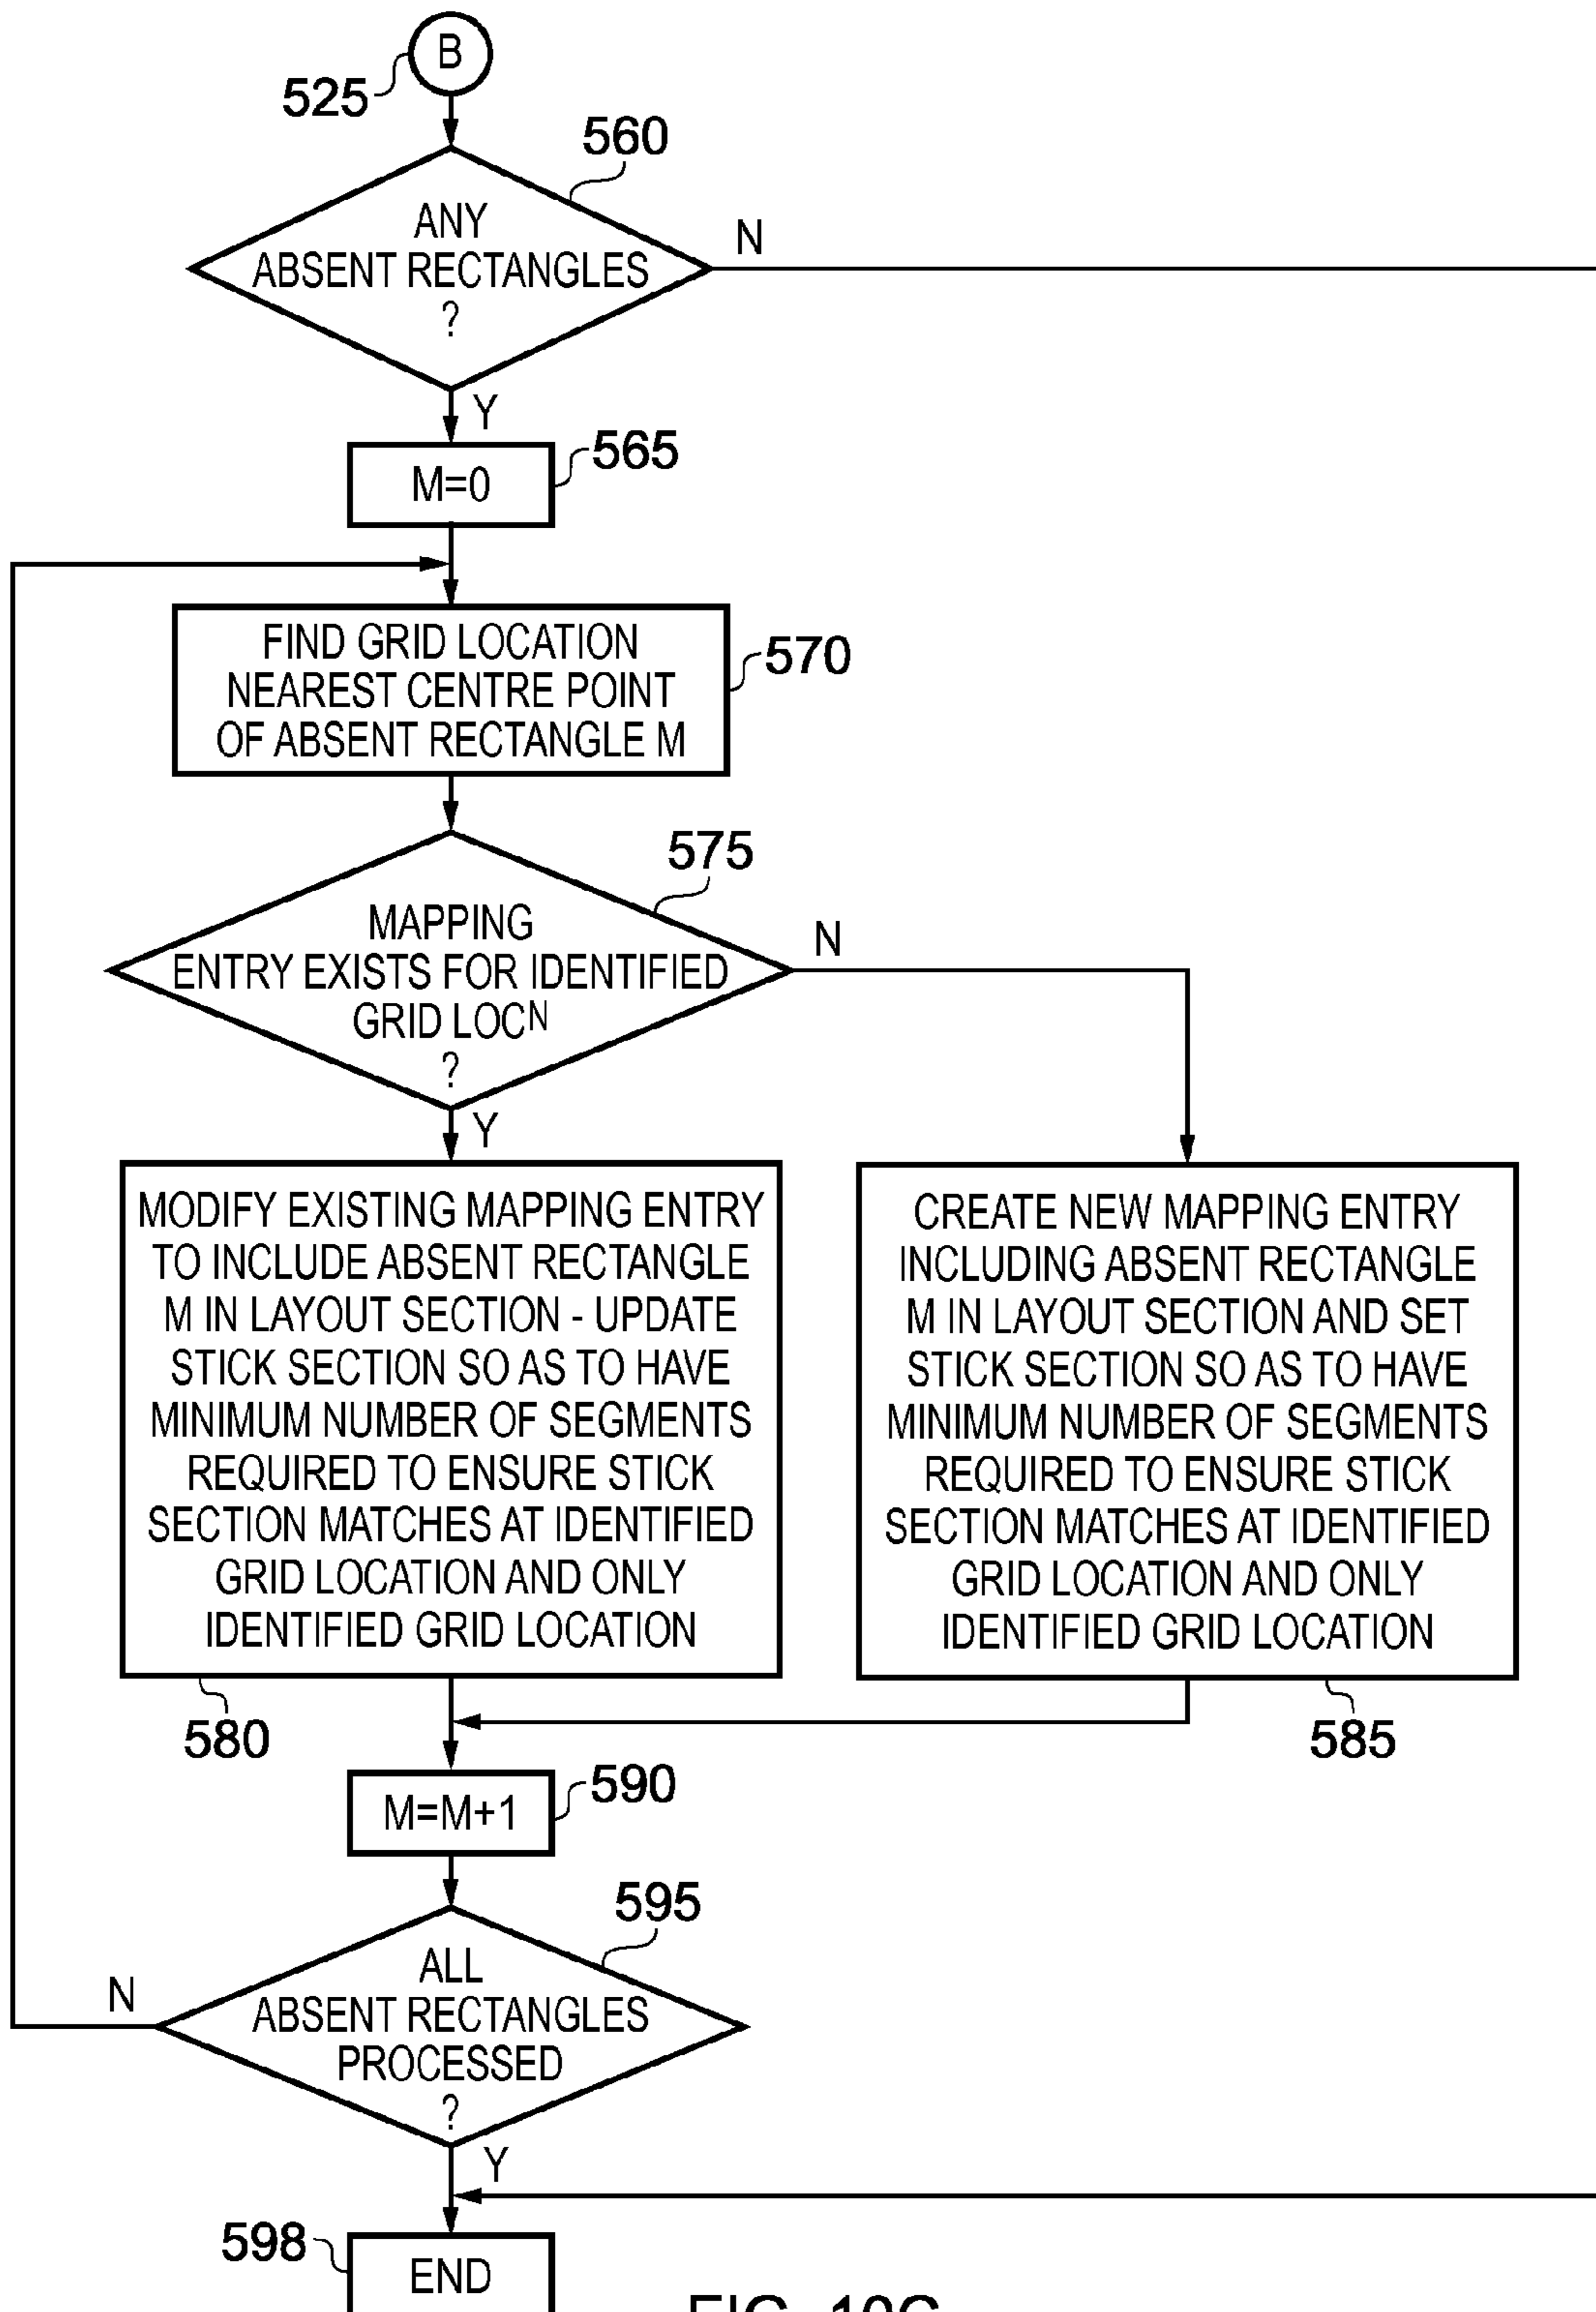 B
525
560
ANY
ABSENT RECTANGLES
?
N
Y
M=0
565
FIND GRID LOCATION
NEAREST CENTRE POINT
OF ABSENT RECTANGLE M
570
575
MAPPING
ENTRY EXISTS FOR IDENTIFIED
GRID LOCN
?
N
Y
MODIFY EXISTING MAPPING ENTRY
TO INCLUDE ABSENT RECTANGLE
M IN LAYOUT SECTION - UPDATE
STICK SECTION SO AS TO HAVE
MINIMUM NUMBER OF SEGMENTS
REQUIRED TO ENSURE STICK
SECTION MATCHES AT IDENTIFIED
GRID LOCATION AND ONLY
IDENTIFIED GRID LOCATION
580
CREATE NEW MAPPING ENTRY
INCLUDING ABSENT RECTANGLE
M IN LAYOUT SECTION AND SET
STICK SECTION SO AS TO HAVE
MINIMUM NUMBER OF SEGMENTS
REQUIRED TO ENSURE STICK
SECTION MATCHES AT IDENTIFIED
GRID LOCATION AND ONLY
IDENTIFIED GRID LOCATION
585
M=M+1
590
595
ALL
ABSENT RECTANGLES
PROCESSED
?
N
Y
598
END
FIG. 10C